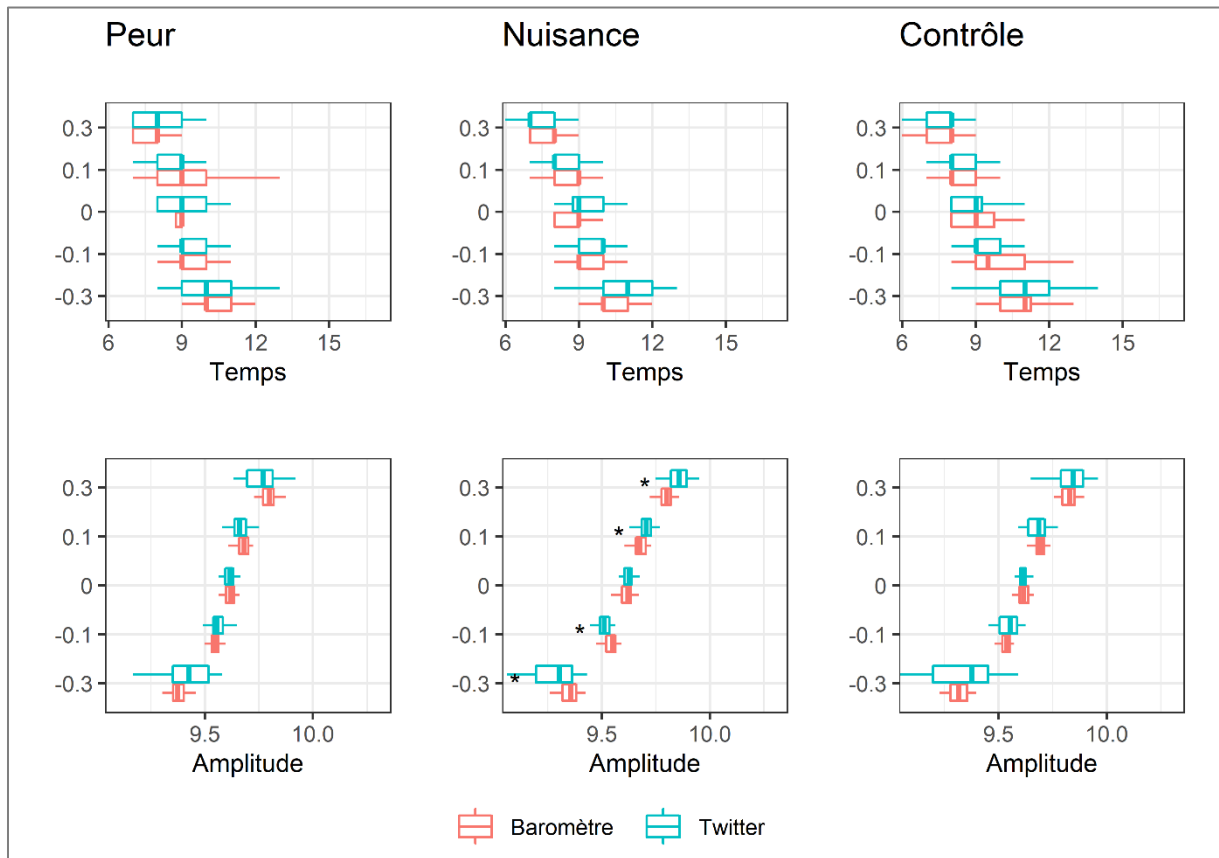 Peur Nuisance Contrôle
0.3 0.3 0.3
0.1 0.1 0.1
0 0 0
-0.1 -0.1 -0.1
-0.3 -0.3 -0.3
6 9 12 15 6 9 12 15 6 9 12 15
Temps Temps Temps
0.3 * 0.3 0.3
0.1 * 0.1 0.1
0 0 0
-0.1 * -0.1 -0.1
-0.3 * -0.3 -0.3
9.5 10.0 9.5 10.0 9.5 10.0
Amplitude Amplitude Amplitude
Baromètre Twitter